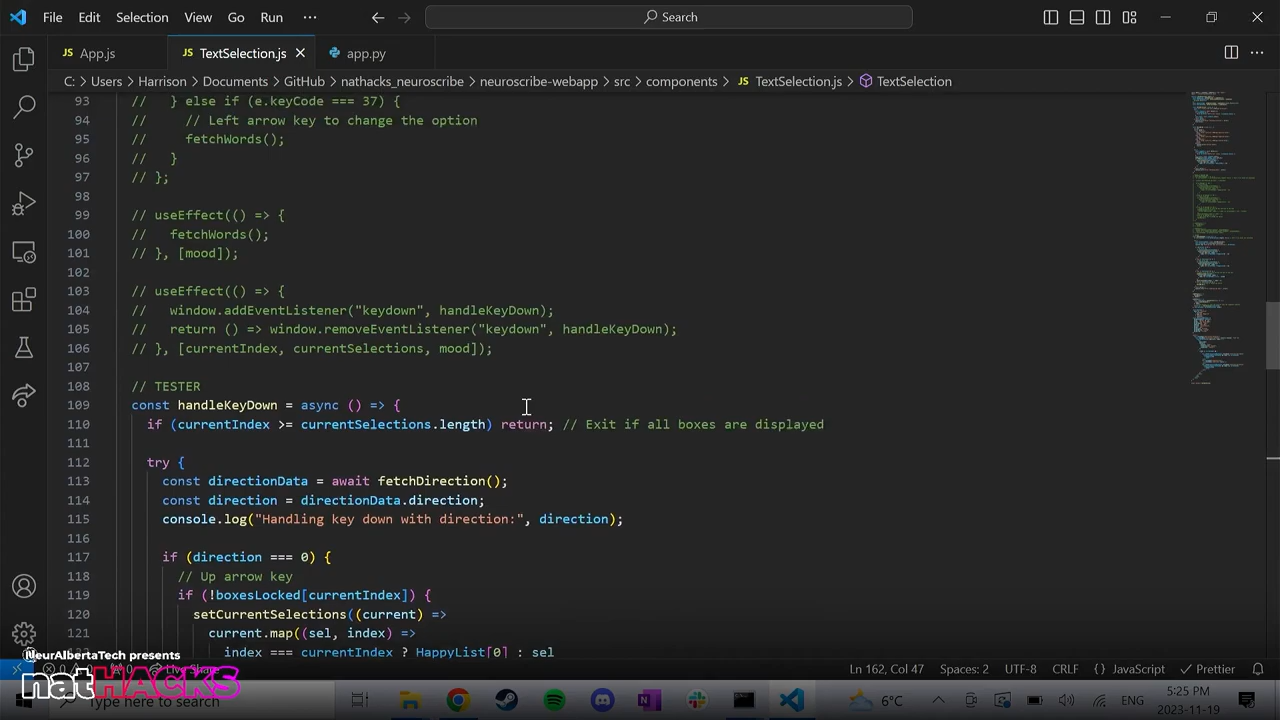 File Edit Selection View Go Run ··· Search
JS App.js JS TextSelection.js app.py
C: > Users > Harrison > Documents > GitHub > nathacks_neuroscribe > neuroscribe-webapp > src > components > JS TextSelection.js > TextSelection
93 // } else if (e.keyCode === 37) {
94 // // Left arrow key to change the option
95 // fetchWords();
96 // }
97 // };
98
99 // useEffect(() => {
100 // fetchWords();
101 // }, [mood]);
102
103 // useEffect(() => {
104 // window.addEventListener("keydown", handleKeyDown);
105 // return () => window.removeEventListener("keydown", handleKeyDown);
106 // }, [currentIndex, currentSelections, mood]);
107
108 // TESTER
109 const handleKeyDown = async () => {
110 if (currentIndex >= currentSelections.length) return; // Exit if all boxes are displayed
111
112 try {
113 const directionData = await fetchDirection();
114 const direction = directionData.direction;
115 console.log("Handling key down with direction:", direction);
116
117 if (direction === 0) {
118 // Up arrow key
119 if (!boxesLocked[currentIndex]) {
120 setCurrentSelections((current) =>
121 current.map((sel, index) =>
122 index === currentIndex ? HappyList[0] : sel
NeurAlbertaTech presents
natHACKS
0 0 Live Share Ln 162, Col 47 Spaces: 2 UTF-8 CRLF { } JavaScript Prettier
Type here to search 6°C ENG 5:25 PM
2023-11-19